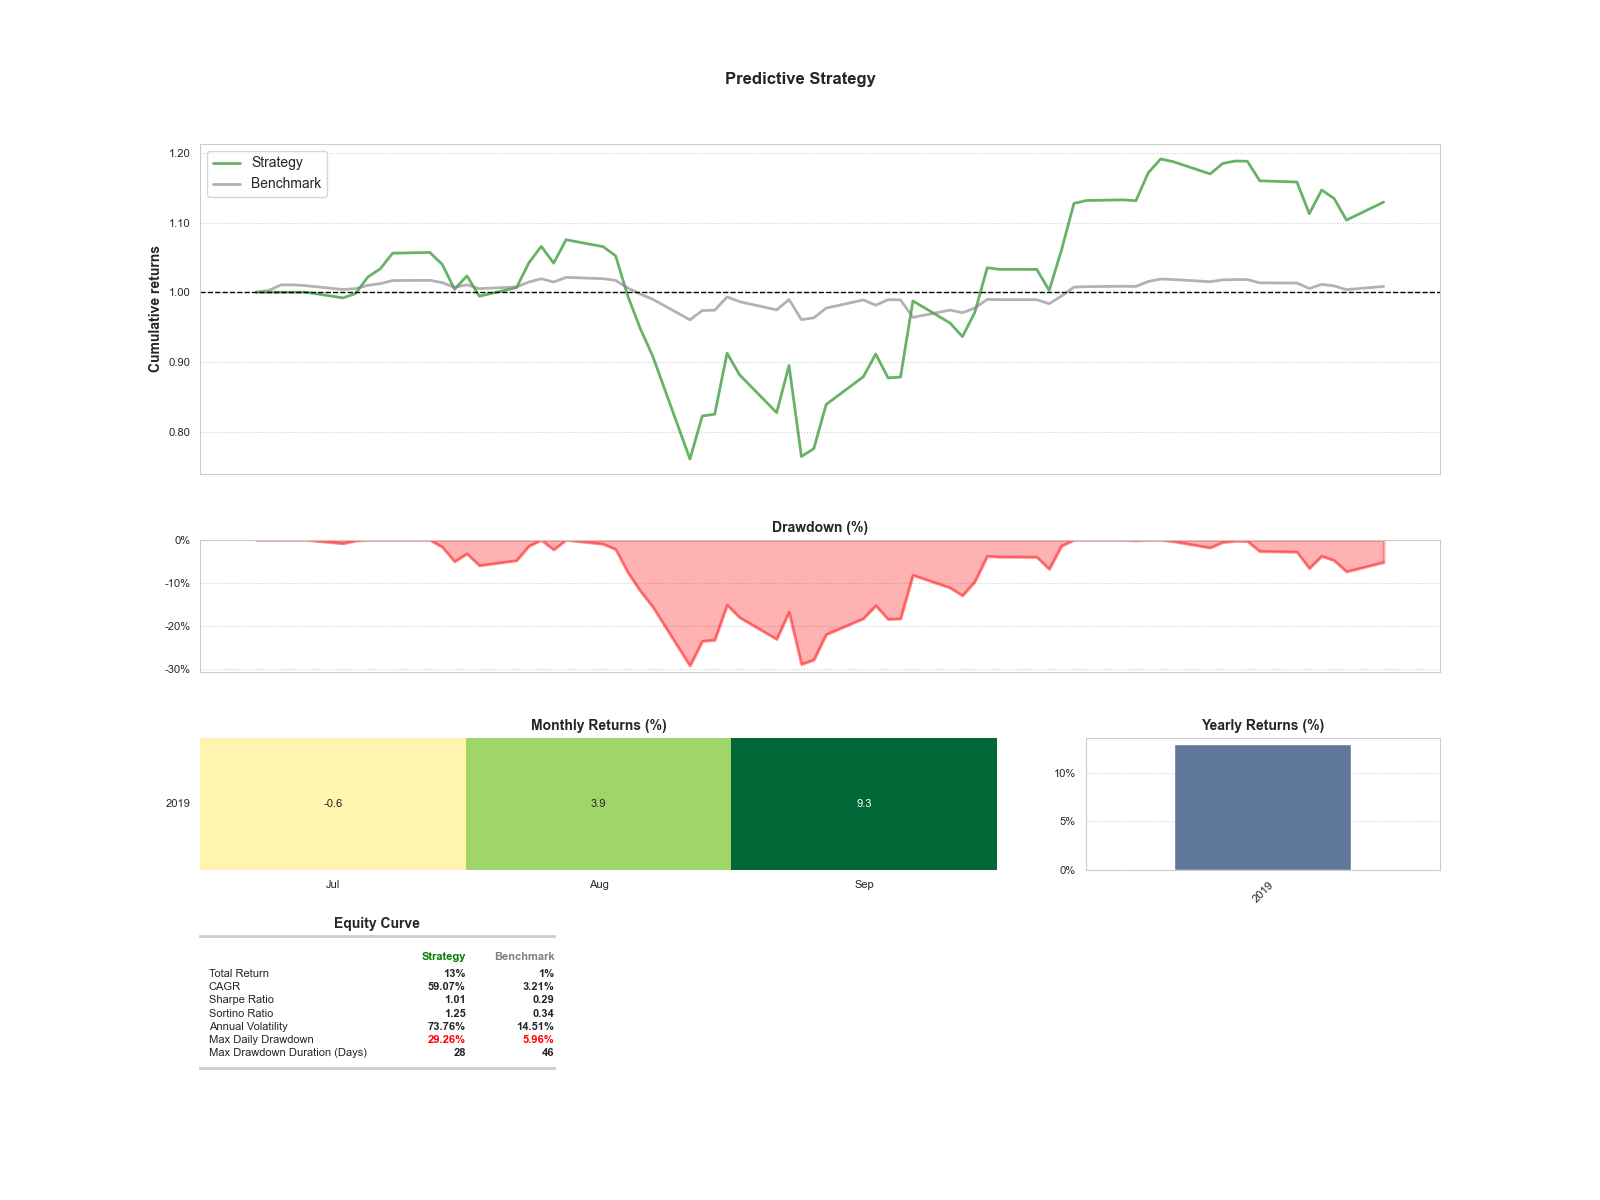 Predictive Strategy
Cumulative returns
1.20
1.10
1.00
0.90
0.80
Strategy
Benchmark
Drawdown (%)
0%
-10%
-20%
-30%
Monthly Returns (%)
2019
-0.6 3.9 9.3
Jul Aug Sep
Yearly Returns (%)
10%
5%
0%
2019
Equity Curve
Strategy Benchmark
Total Return 13% 1%
CAGR 59.07% 3.21%
Sharpe Ratio 1.01 0.29
Sortino Ratio 1.25 0.34
Annual Volatility 73.76% 14.51%
Max Daily Drawdown 29.26% 5.96%
Max Drawdown Duration (Days) 28 46